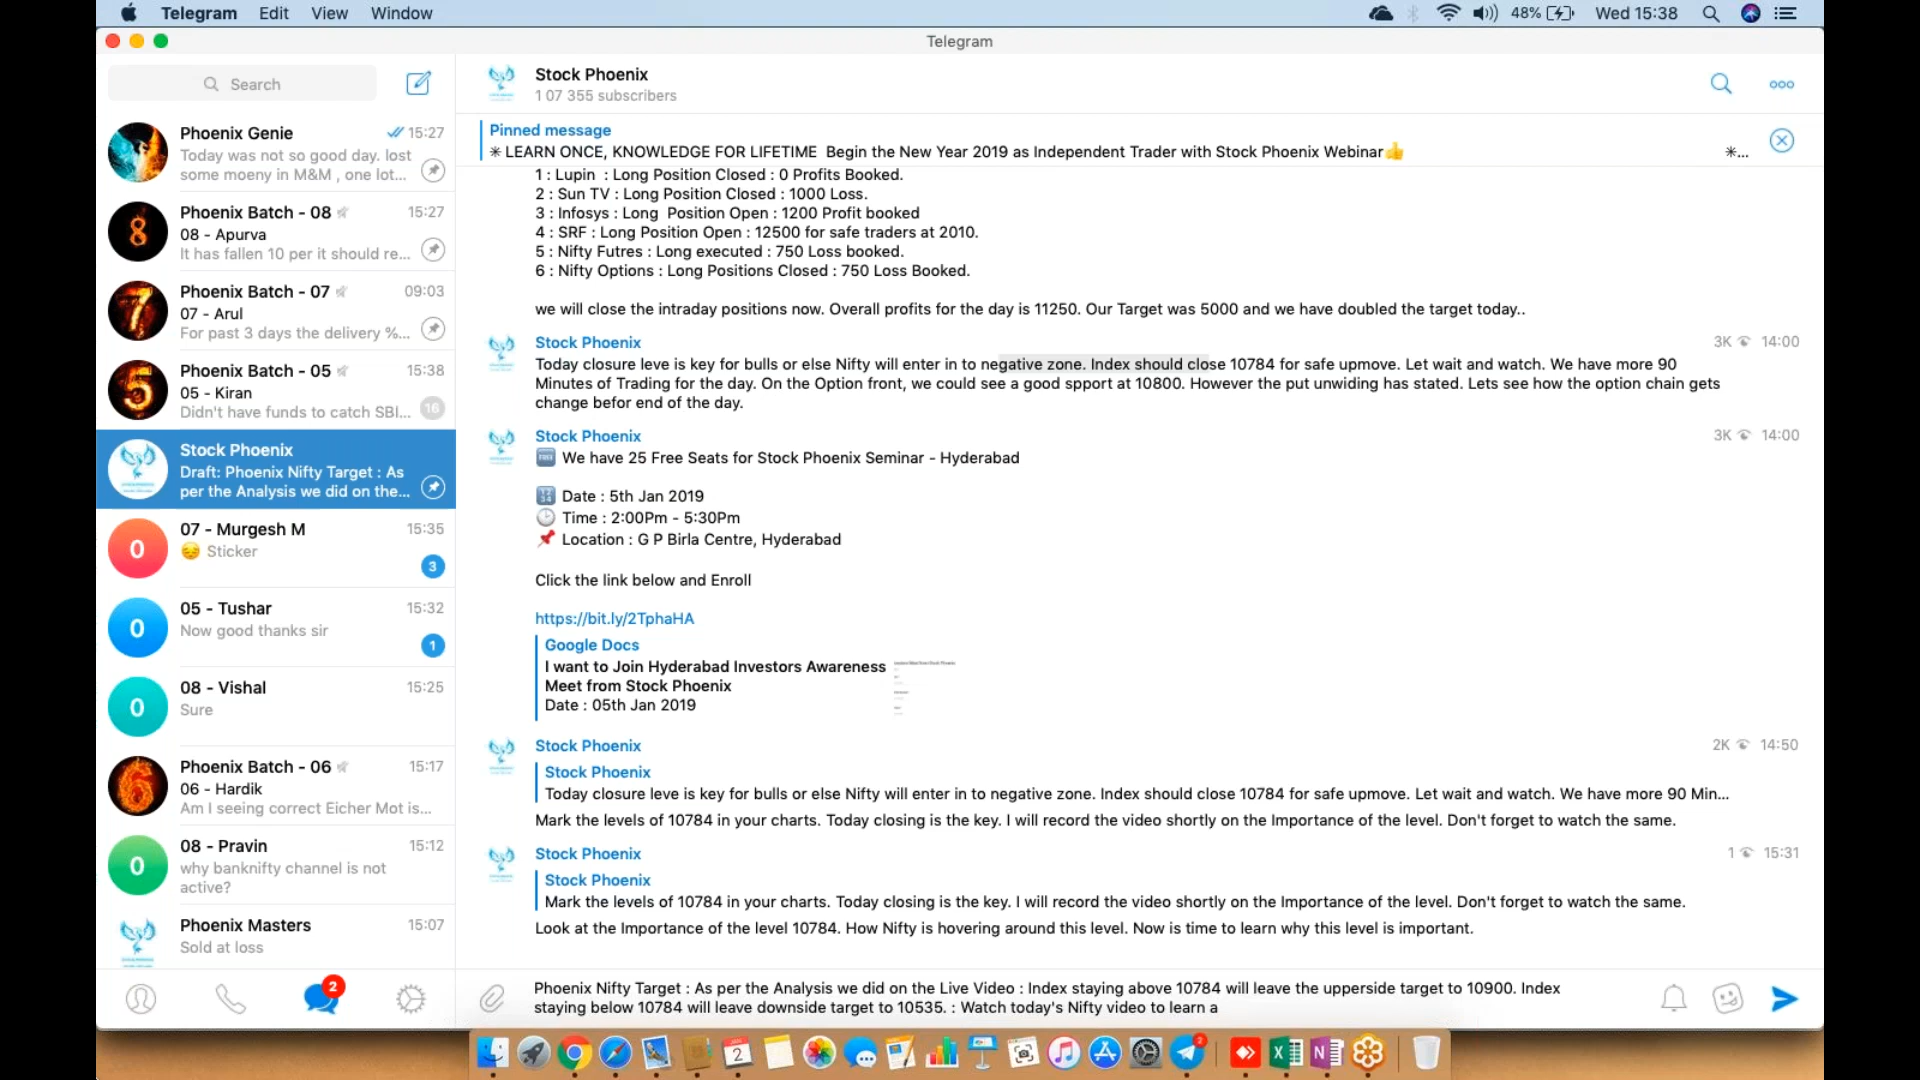 Telegram Edit View Window
48% Wed 15:38
Telegram
Search
Phoenix Genie 15:27
Today was not so good day. lost
some moeny in M&M , one lot...
Phoenix Batch - 08 15:27
08 - Apurva
It has fallen 10 per it should re...
Phoenix Batch - 07 09:03
07 - Arul
For past 3 days the delivery %...
Phoenix Batch - 05 15:38
05 - Kiran
Didn't have funds to catch SBI... 16
Stock Phoenix
Draft: Phoenix Nifty Target : As
per the Analysis we did on the...
0 07 - Murgesh M 15:35
Sticker
3
0 05 - Tushar 15:32
Now good thanks sir
1
0 08 - Vishal 15:25
Sure
Phoenix Batch - 06 15:17
06 - Hardik
Am I seeing correct Eicher Mot is...
0 08 - Pravin 15:12
why banknifty channel is not
active?
Phoenix Masters 15:07
Sold at loss
2
Stock Phoenix
1 07 355 subscribers
Pinned message
✳ LEARN ONCE, KNOWLEDGE FOR LIFETIME Begin the New Year 2019 as Independent Trader with Stock Phoenix Webinar👍 ✳...
1 : Lupin : Long Position Closed : 0 Profits Booked.
2 : Sun TV : Long Position Closed : 1000 Loss.
3 : Infosys : Long Position Open : 1200 Profit booked
4 : SRF : Long Position Open : 12500 for safe traders at 2010.
5 : Nifty Futres : Long executed : 750 Loss booked.
6 : Nifty Options : Long Positions Closed : 750 Loss Booked.
we will close the intraday positions now. Overall profits for the day is 11250. Our Target was 5000 and we have doubled the target today..
Stock Phoenix 3K 14:00
Today closure leve is key for bulls or else Nifty will enter in to negative zone. Index should close 10784 for safe upmove. Let wait and watch. We have more 90
Minutes of Trading for the day. On the Option front, we could see a good spport at 10800. However the put unwiding has stated. Lets see how the option chain gets
change befor end of the day.
Stock Phoenix 3K 14:00
FREE We have 25 Free Seats for Stock Phoenix Seminar - Hyderabad
1234 Date : 5th Jan 2019
Time : 2:00Pm - 5:30Pm
Location : G P Birla Centre, Hyderabad
Click the link below and Enroll
https://bit.ly/2TphaHA
Google Docs
I want to Join Hyderabad Investors Awareness
Meet from Stock Phoenix
Date : 05th Jan 2019
Stock Phoenix 2K 14:50
Stock Phoenix
Today closure leve is key for bulls or else Nifty will enter in to negative zone. Index should close 10784 for safe upmove. Let wait and watch. We have more 90 Min...
Mark the levels of 10784 in your charts. Today closing is the key. I will record the video shortly on the Importance of the level. Don't forget to watch the same.
Stock Phoenix 1 15:31
Stock Phoenix
Mark the levels of 10784 in your charts. Today closing is the key. I will record the video shortly on the Importance of the level. Don't forget to watch the same.
Look at the Importance of the level 10784. How Nifty is hovering around this level. Now is time to learn why this level is important.
Phoenix Nifty Target : As per the Analysis we did on the Live Video : Index staying above 10784 will leave the upperside target to 10900. Index
staying below 10784 will leave downside target to 10535. : Watch today's Nifty video to learn a
2 2